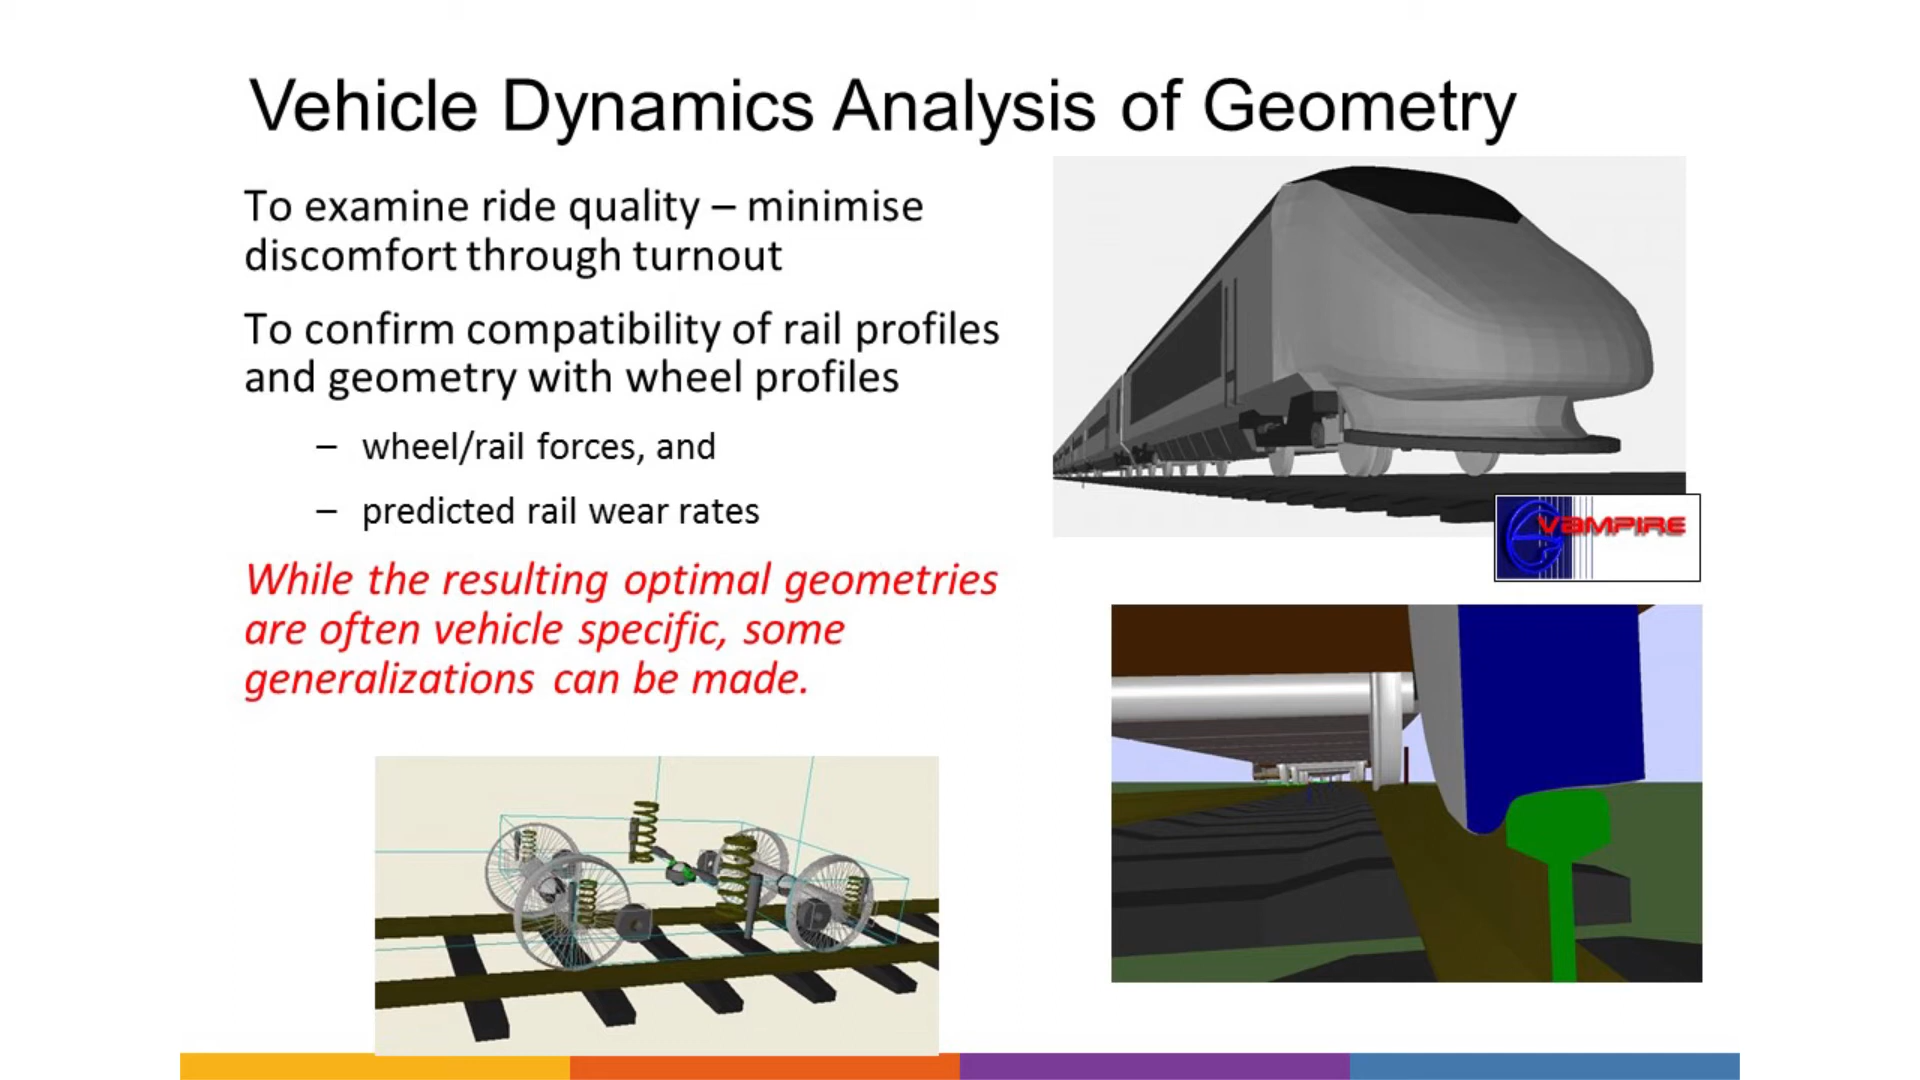 Vehicle Dynamics Analysis of Geometry
To examine ride quality – minimise
discomfort through turnout
To confirm compatibility of rail profiles
and geometry with wheel profiles
– wheel/rail forces, and
– predicted rail wear rates
While the resulting optimal geometries
are often vehicle specific, some
generalizations can be made.
VAMPIRE